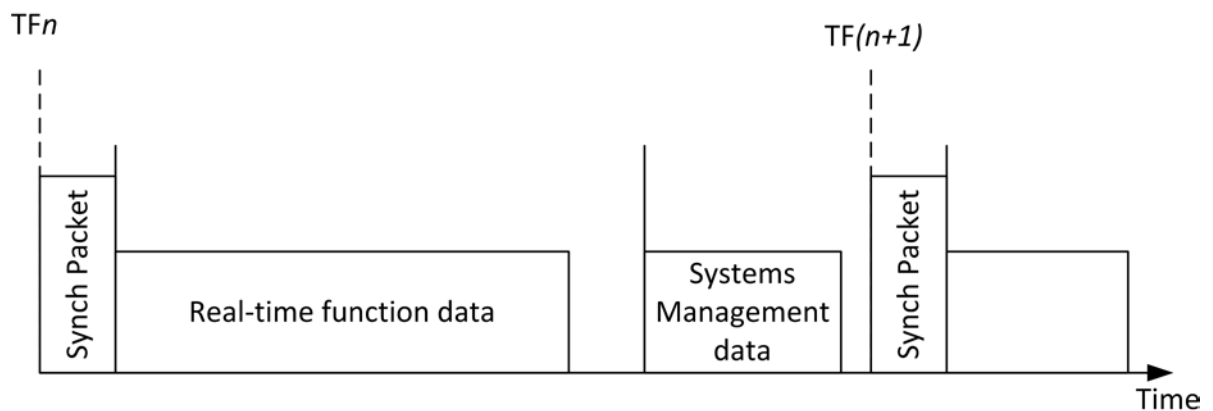 TFn
TF(n+1)
Synch Packet
Real-time function data
Systems
Management
data
Synch Packet
Time